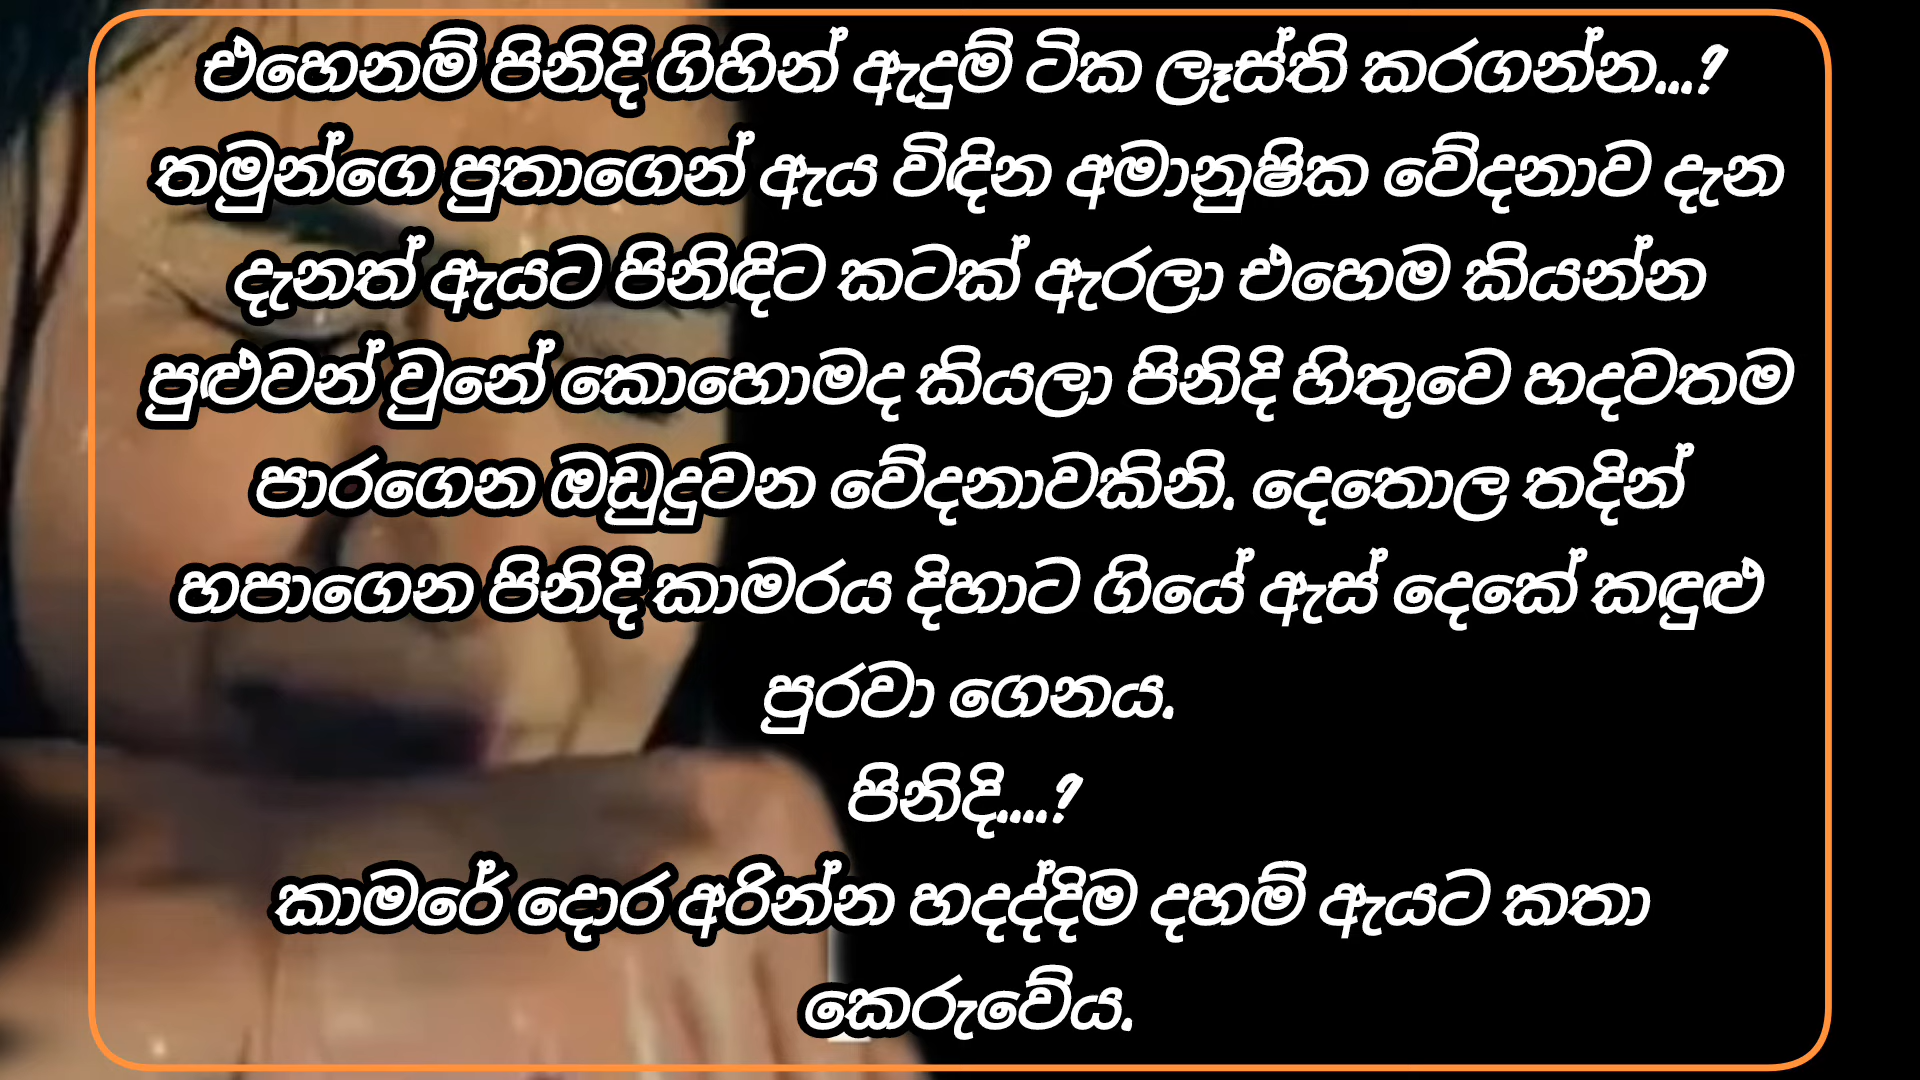 එහෙනම් පිනිදි ගිහින් ඇඳුම් ටික ලෑස්ති කරගන්න...?
තමුන්ගෙ පුතාගෙන් ඇය විඳින අමානුෂික වේදනාව දැන
දැනත් ඇයට පිනිඳිට කටක් ඇරලා එහෙම කියන්න
පුළුවන් වුනේ කොහොමද කියලා පිනිදි හිතුවෙ හදවතම
පාරගෙන ඔඩුදුවන වේදනාවකිනි. දෙතොල තදින්
හපාගෙන පිනිදි කාමරය දිහාට ගියේ ඇස් දෙකේ කඳුළු
පුරවා ගෙනය.
පිනිදි....?
කාමරේ දොර අරින්න හදද්දිම දහම් ඇයට කතා
කෙරුවේය.